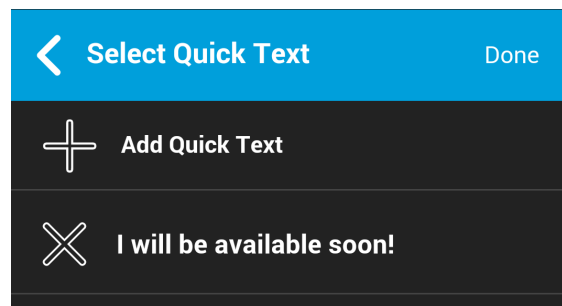 Select Quick Text Done
Add Quick Text
I will be available soon!